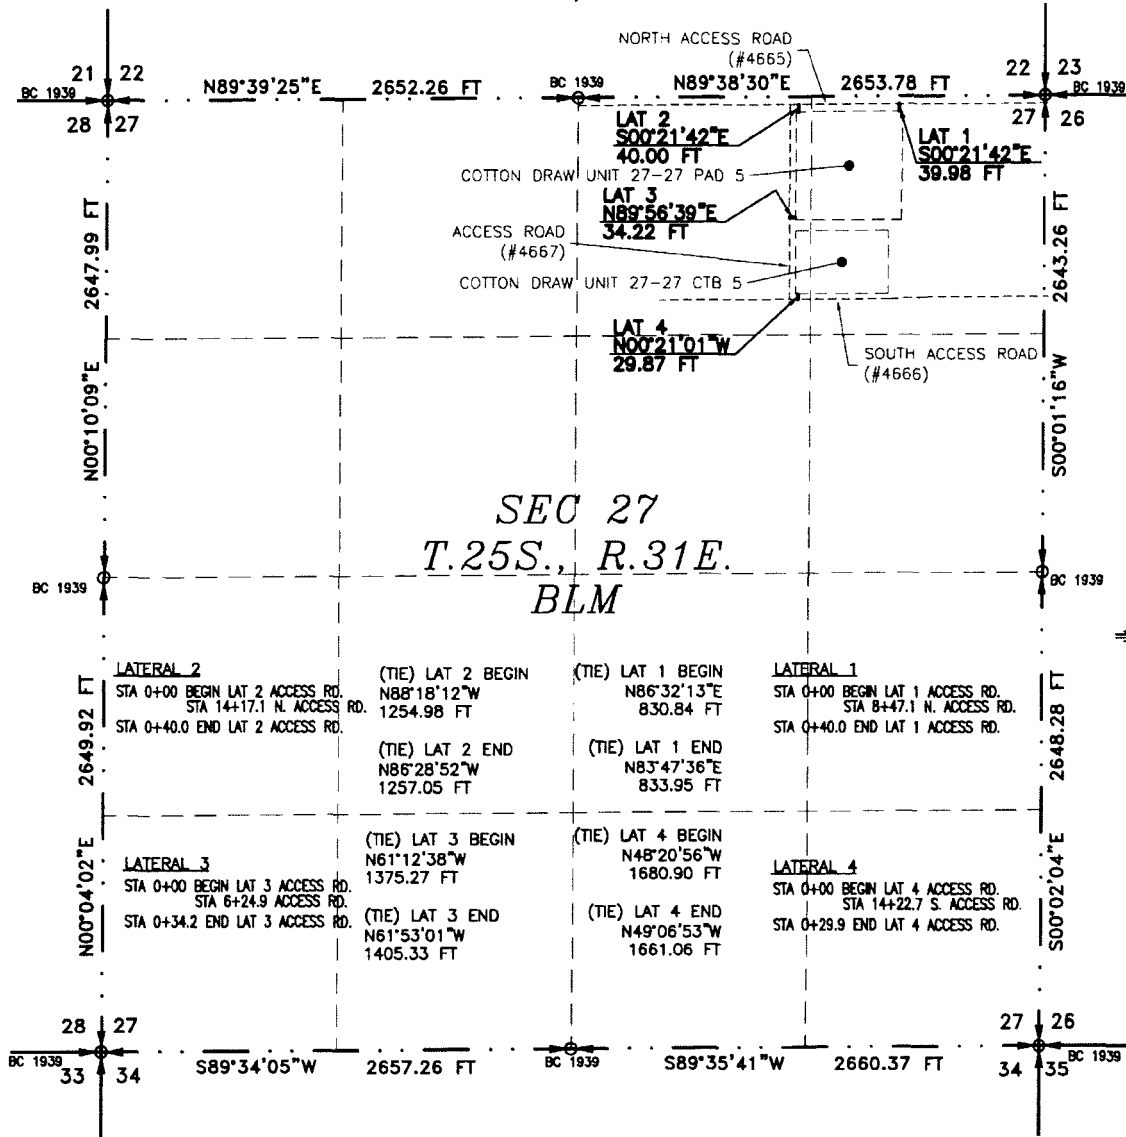 NORTH ACCESS ROAD
(#4665)
21 22
N89°39'25"E 2652.26 FT
BC 1939
N89°38'30"E 2653.78 FT
22 23
BC 1939
BC 1939
28 27
27 26
LAT 2
S00°21'42"E
40.00 FT
LAT 1
S00°21'42"E
39.98 FT
COTTON DRAW UNIT 27-27 PAD 5
LAT 3
N89°56'39"E
34.22 FT
ACCESS ROAD
(#4667)
COTTON DRAW UNIT 27-27 CTB 5
LAT 4
N00°21'01"W
29.87 FT
SOUTH ACCESS ROAD
(#4666)
2647.99 FT
N00°10'09"E
2643.26 FT
S00°01'16"W
SEC 27
T.25S., R.31E.
BLM
BC 1939
BC 1939
LATERAL 2
STA 0+00 BEGIN LAT 2 ACCESS RD.
STA 14+17.1 N. ACCESS RD.
STA 0+40.0 END LAT 2 ACCESS RD.
(TIE) LAT 2 BEGIN
N88°18'12"W
1254.98 FT
(TIE) LAT 2 END
N86°28'52"W
1257.05 FT
(TIE) LAT 1 BEGIN
N86°32'13"E
830.84 FT
(TIE) LAT 1 END
N83°47'36"E
833.95 FT
LATERAL 1
STA 0+00 BEGIN LAT 1 ACCESS RD.
STA 8+47.1 N. ACCESS RD.
STA 0+40.0 END LAT 1 ACCESS RD.
2649.92 FT
N00°04'02"E
2648.28 FT
S00°02'04"E
LATERAL 3
STA 0+00 BEGIN LAT 3 ACCESS RD.
STA 6+24.9 ACCESS RD.
STA 0+34.2 END LAT 3 ACCESS RD.
(TIE) LAT 3 BEGIN
N61°12'38"W
1375.27 FT
(TIE) LAT 3 END
N61°53'01"W
1405.33 FT
(TIE) LAT 4 BEGIN
N48°20'56"W
1680.90 FT
(TIE) LAT 4 END
N49°06'53"W
1661.06 FT
LATERAL 4
STA 0+00 BEGIN LAT 4 ACCESS RD.
STA 14+22.7 S. ACCESS RD.
STA 0+29.9 END LAT 4 ACCESS RD.
28 27
27 26
BC 1939
33 34
S89°34'05"W 2657.26 FT
BC 1939
S89°35'41"W 2660.37 FT
34 35
BC 1939